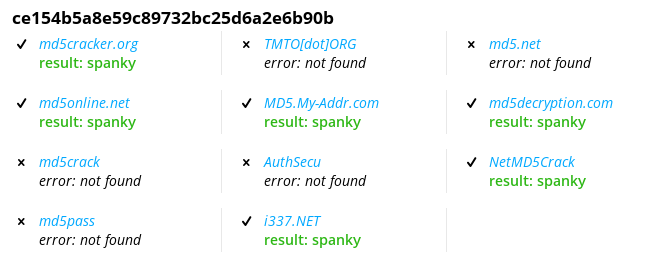 ce154b5a8e59c89732bc25d6a2e6b90b
✔ md5cracker.org
result: spanky
✘ TMTO[dot]ORG
error: not found
✘ md5.net
error: not found
✔ md5online.net
result: spanky
✔ MD5.My-Addr.com
result: spanky
✔ md5decryption.com
result: spanky
✘ md5crack
error: not found
✘ AuthSecu
error: not found
✔ NetMD5Crack
result: spanky
✘ md5pass
error: not found
✔ i337.NET
result: spanky